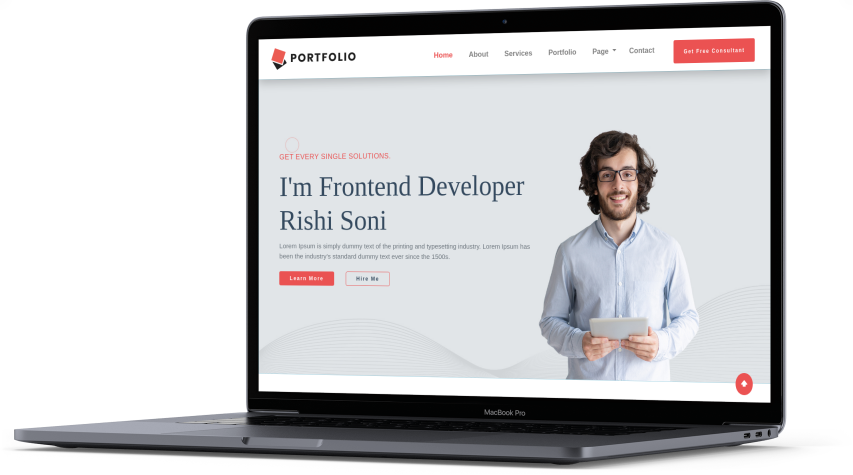 PORTFOLIO
Home About Services Portfolio Page Contact Get Free Consultant
GET EVERY SINGLE SOLUTIONS.
I'm Frontend Developer
Rishi Soni
Lorem Ipsum is simply dummy text of the printing and typesetting industry. Lorem Ipsum has
been the industry's standard dummy text ever since the 1500s.
Learn More Hire Me
MacBook Pro